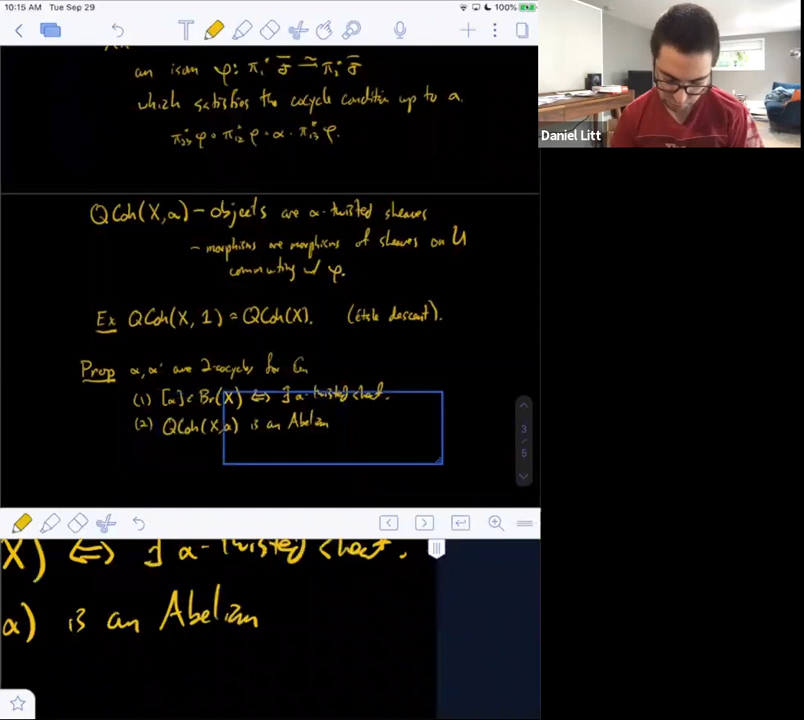 10:15 AM Tue Sep 29
100%
Daniel Litt
an isom φ: π₁* 𝓕 ≅ π₂* 𝓕
which satisfies the cocycle condition up to α.
π₂₃*φ ∘ π₁₂*φ = α · π₁₃*φ.
QCoh(X,α) – objects are α-twisted sheaves
– morphisms are morphisms of sheaves on U
commuting w/ φ.
Ex QCoh(X, 1) = QCoh(X). (étale descent).
Prop α, α' are 2-cocycles for Gm
(1) [α] ∈ Br(X) ⟺ ∃ α-twisted sheaf.
(2) QCoh(X,α) is an Abelian
3
/
5
X) ⟺ ∃ α-twisted sheaf.
α) is an Abelian